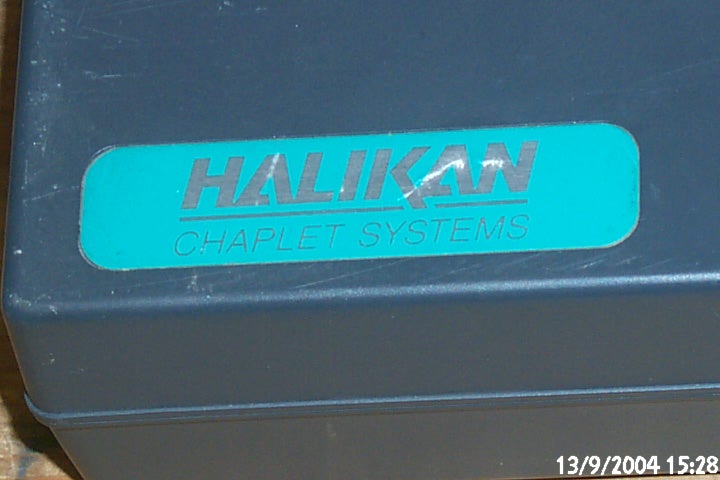 HALIKAN
CHAPLET SYSTEMS
13/9/2004 15:28